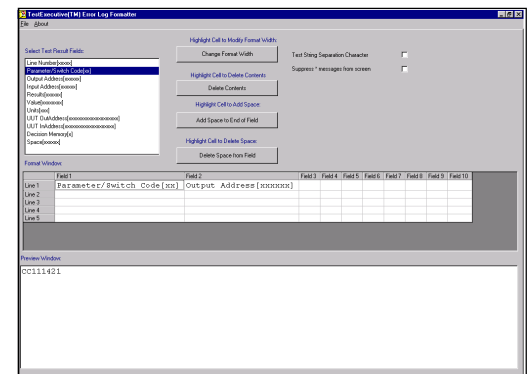 TestExecutive(TM) Error Log Formatter
File About
Highlight Cell to Modify Format Width:
Select Test Result Fields:
Change Format Width
Test String Separation Character
Line Number[xxxxx]
Parameter/Switch Code[xx]
Highlight Cell to Delete Contents
Suppress * messages from screen
Output Address[xxxxxx]
Input Address[xxxxxx]
Delete Contents
Results[xxxxxx]
Value[xxxxxxxx]
Highlight Cell to Add Space:
Units[xxx]
UUT OutAddress[xxxxxxxxxxxxxxxxxx]
Add Space to End of Field
UUT InAddress[xxxxxxxxxxxxxxxxxx]
Decision Memory[x]
Space[xxxxxx]
Highlight Cell to Delete Space:
Delete Space from Field
Format Window:
Field 1 Field 2 Field 3 Field 4 Field 5 Field 6 Field 7 Field 8 Field 9 Field 10
Line 1 Parameter/Switch Code[xx] Output Address[xxxxxx]
Line 2
Line 3
Line 4
Line 5
Preview Window:
CC111421